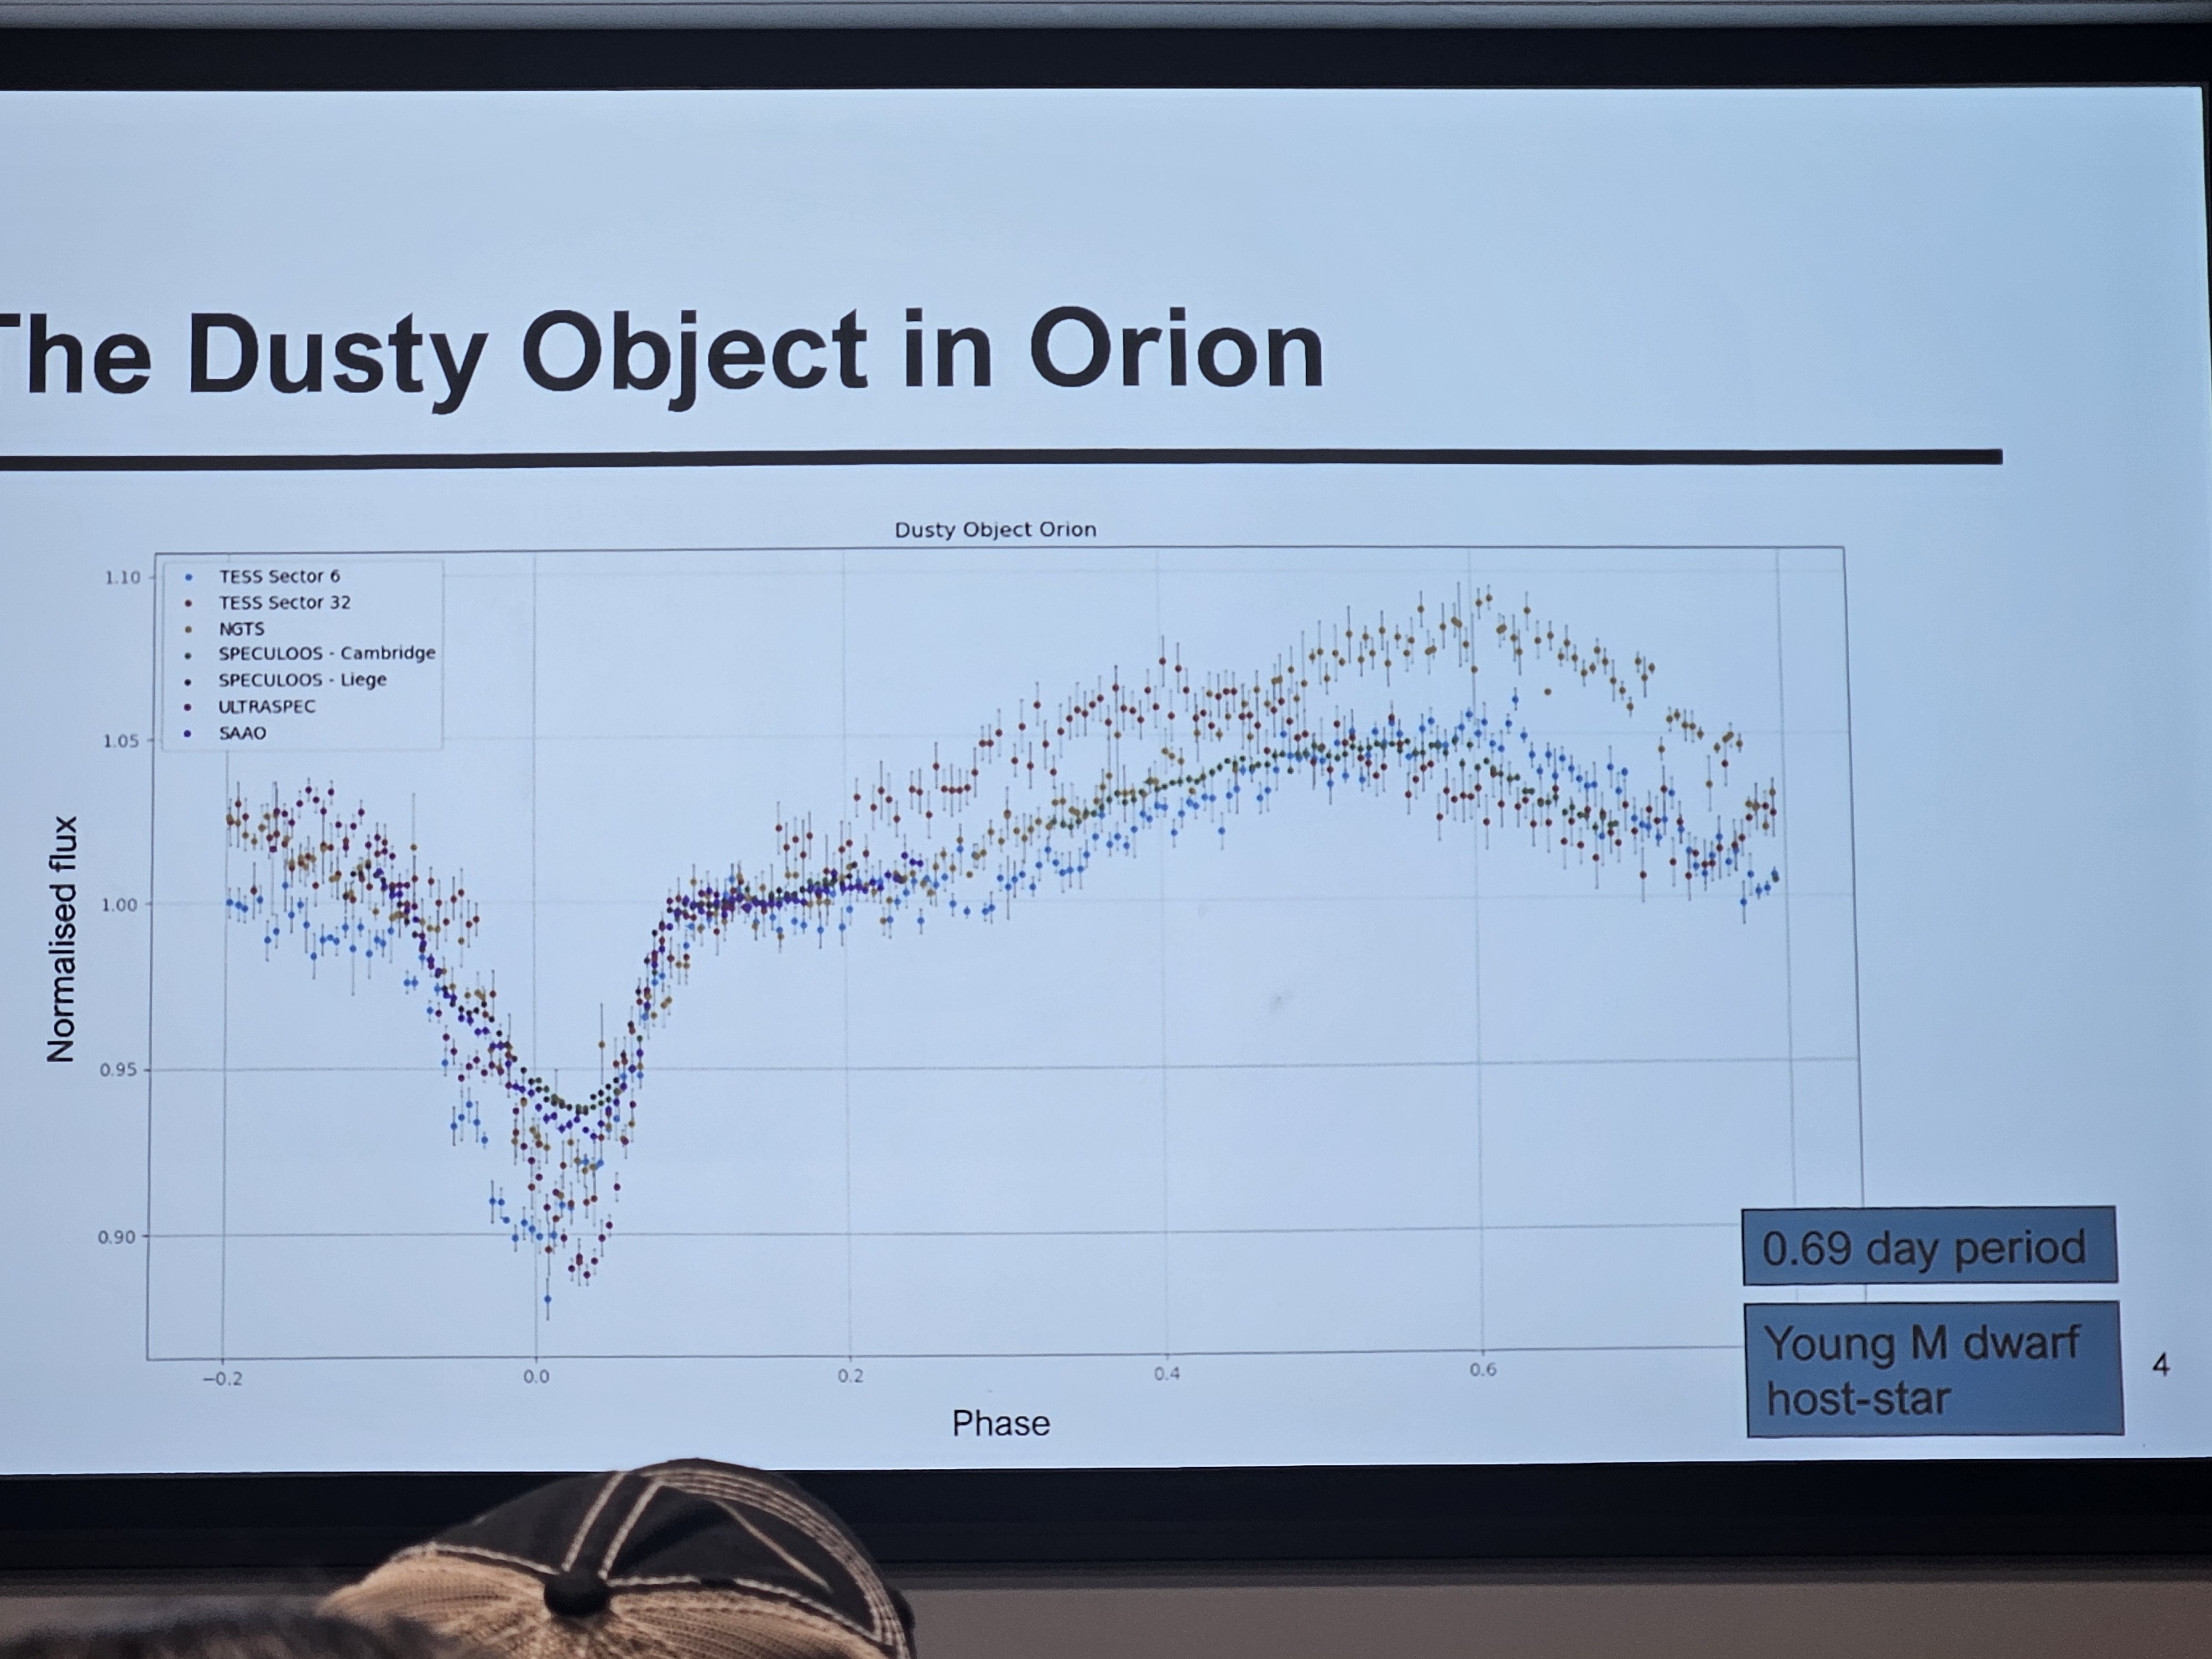 The Dusty Object in Orion
Dusty Object Orion
TESS Sector 6
TESS Sector 32
NGTS
SPECULOOS - Cambridge
SPECULOOS - Liege
ULTRASPEC
SAAO
1.10
1.05
1.00
0.95
0.90
Normalised flux
−0.2
0.0
0.2
0.4
0.6
Phase
0.69 day period
Young M dwarf
host-star
4